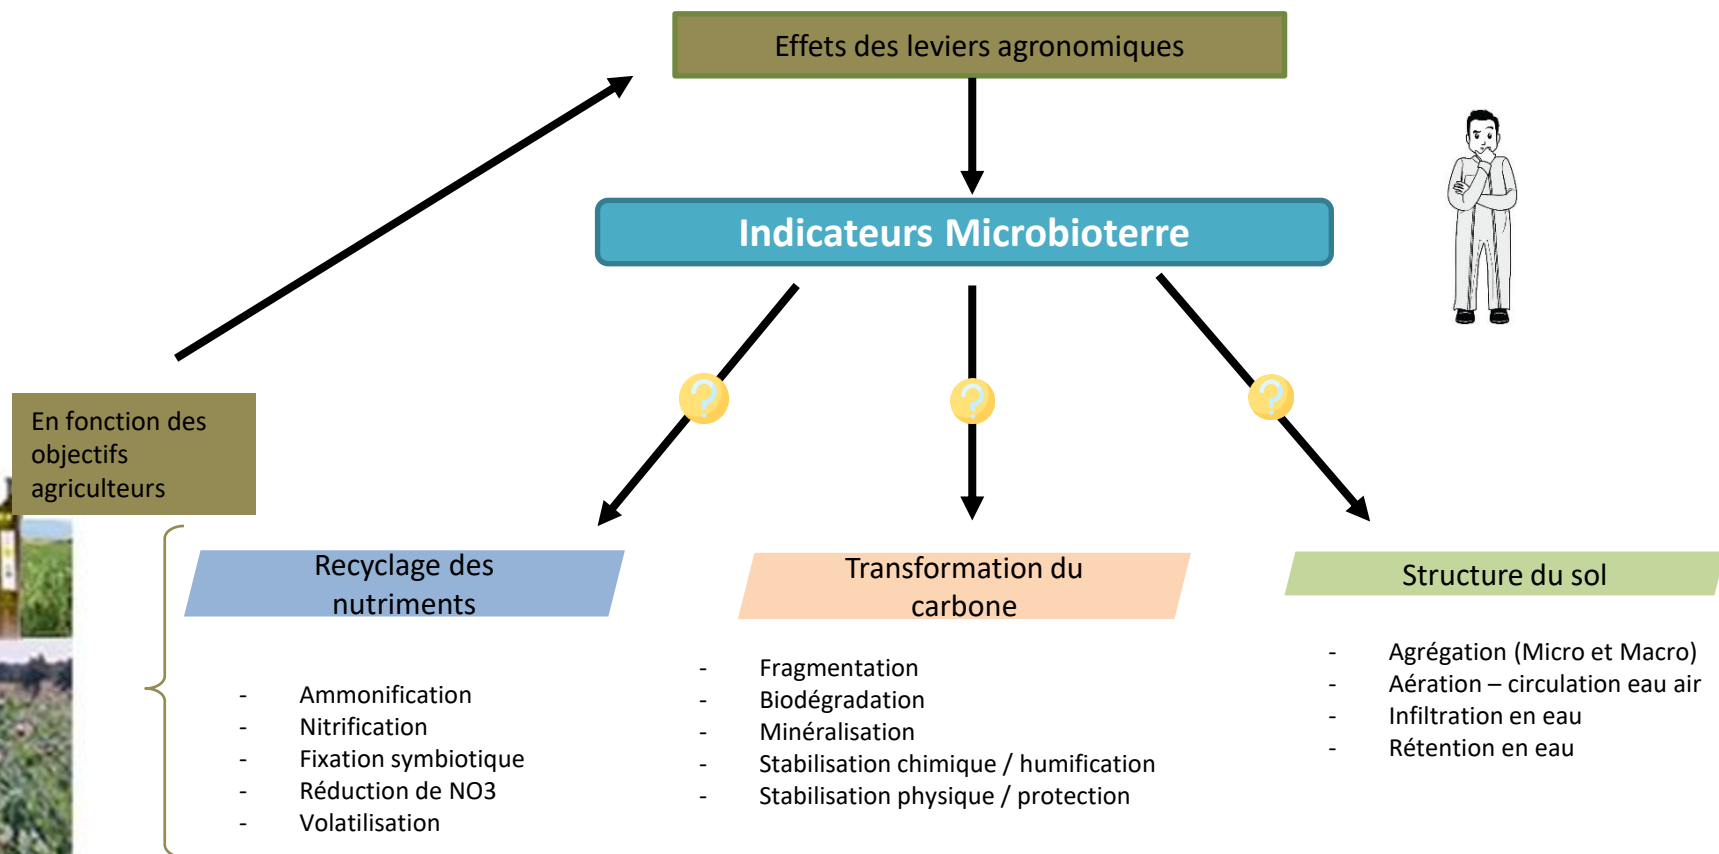 Effets des leviers agronomiques
Indicateurs Microbioterre
?
?
?
En fonction des
objectifs
agriculteurs
Recyclage des
nutriments
- Ammonification
- Nitrification
- Fixation symbiotique
- Réduction de NO3
- Volatilisation
Transformation du
carbone
- Fragmentation
- Biodégradation
- Minéralisation
- Stabilisation chimique / humification
- Stabilisation physique / protection
Structure du sol
- Agrégation (Micro et Macro)
- Aération – circulation eau air
- Infiltration en eau
- Rétention en eau